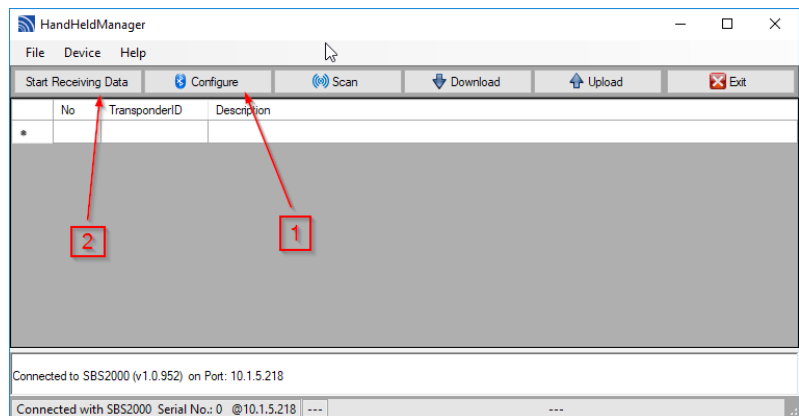 HandHeldManager
File Device Help
Start Receiving Data Configure Scan Download Upload Exit
No TransponderID Description
*
2
1
Connected to SBS2000 (v1.0.952) on Port: 10.1.5.218
Connected with SBS2000 Serial No.: 0 @10.1.5.218 --- ---